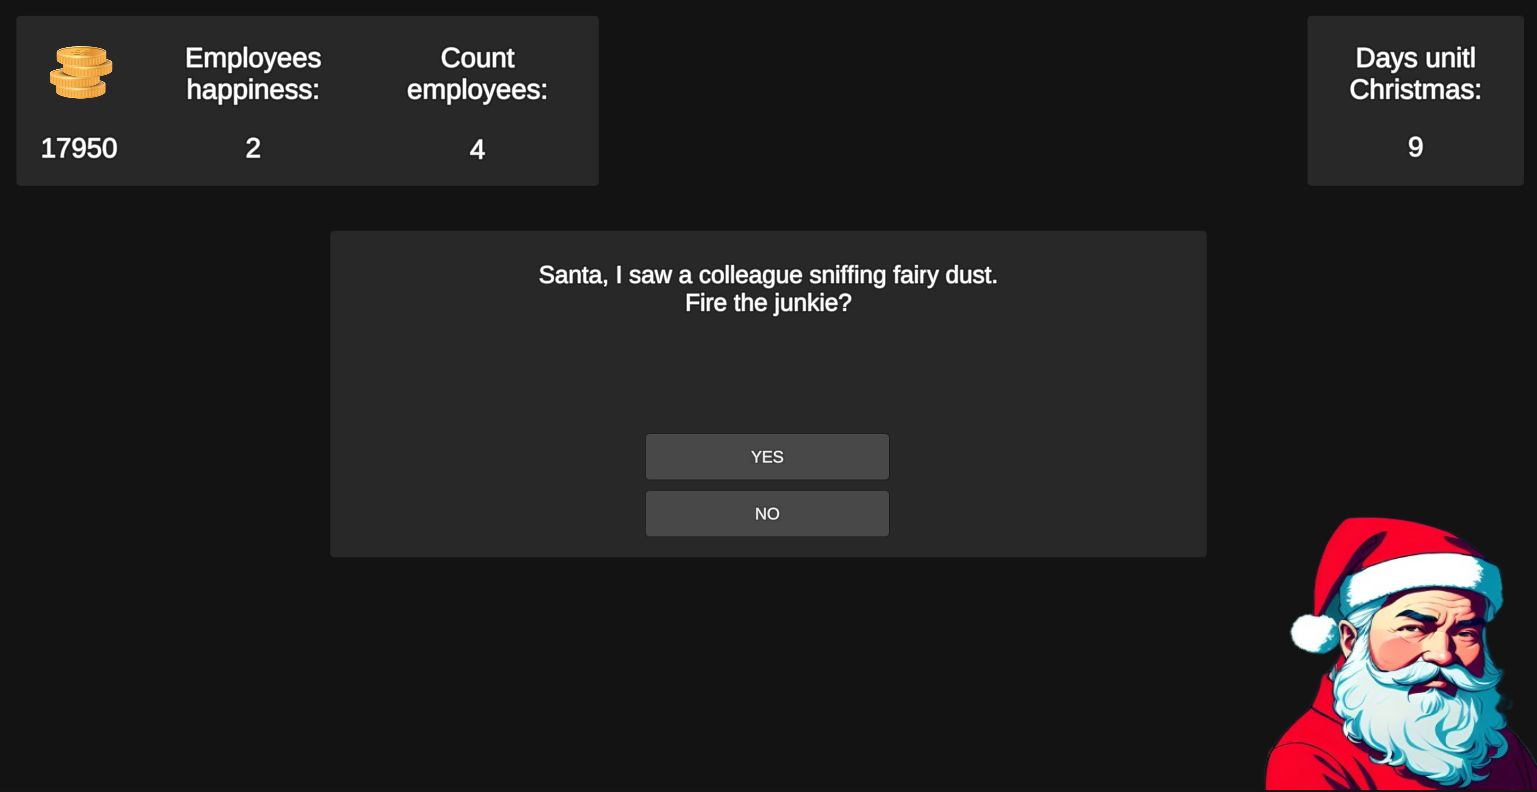 Employees
happiness:
Count
employees:
17950
2
4
Days unitl
Christmas:
9
Santa, I saw a colleague sniffing fairy dust.
Fire the junkie?
YES
NO